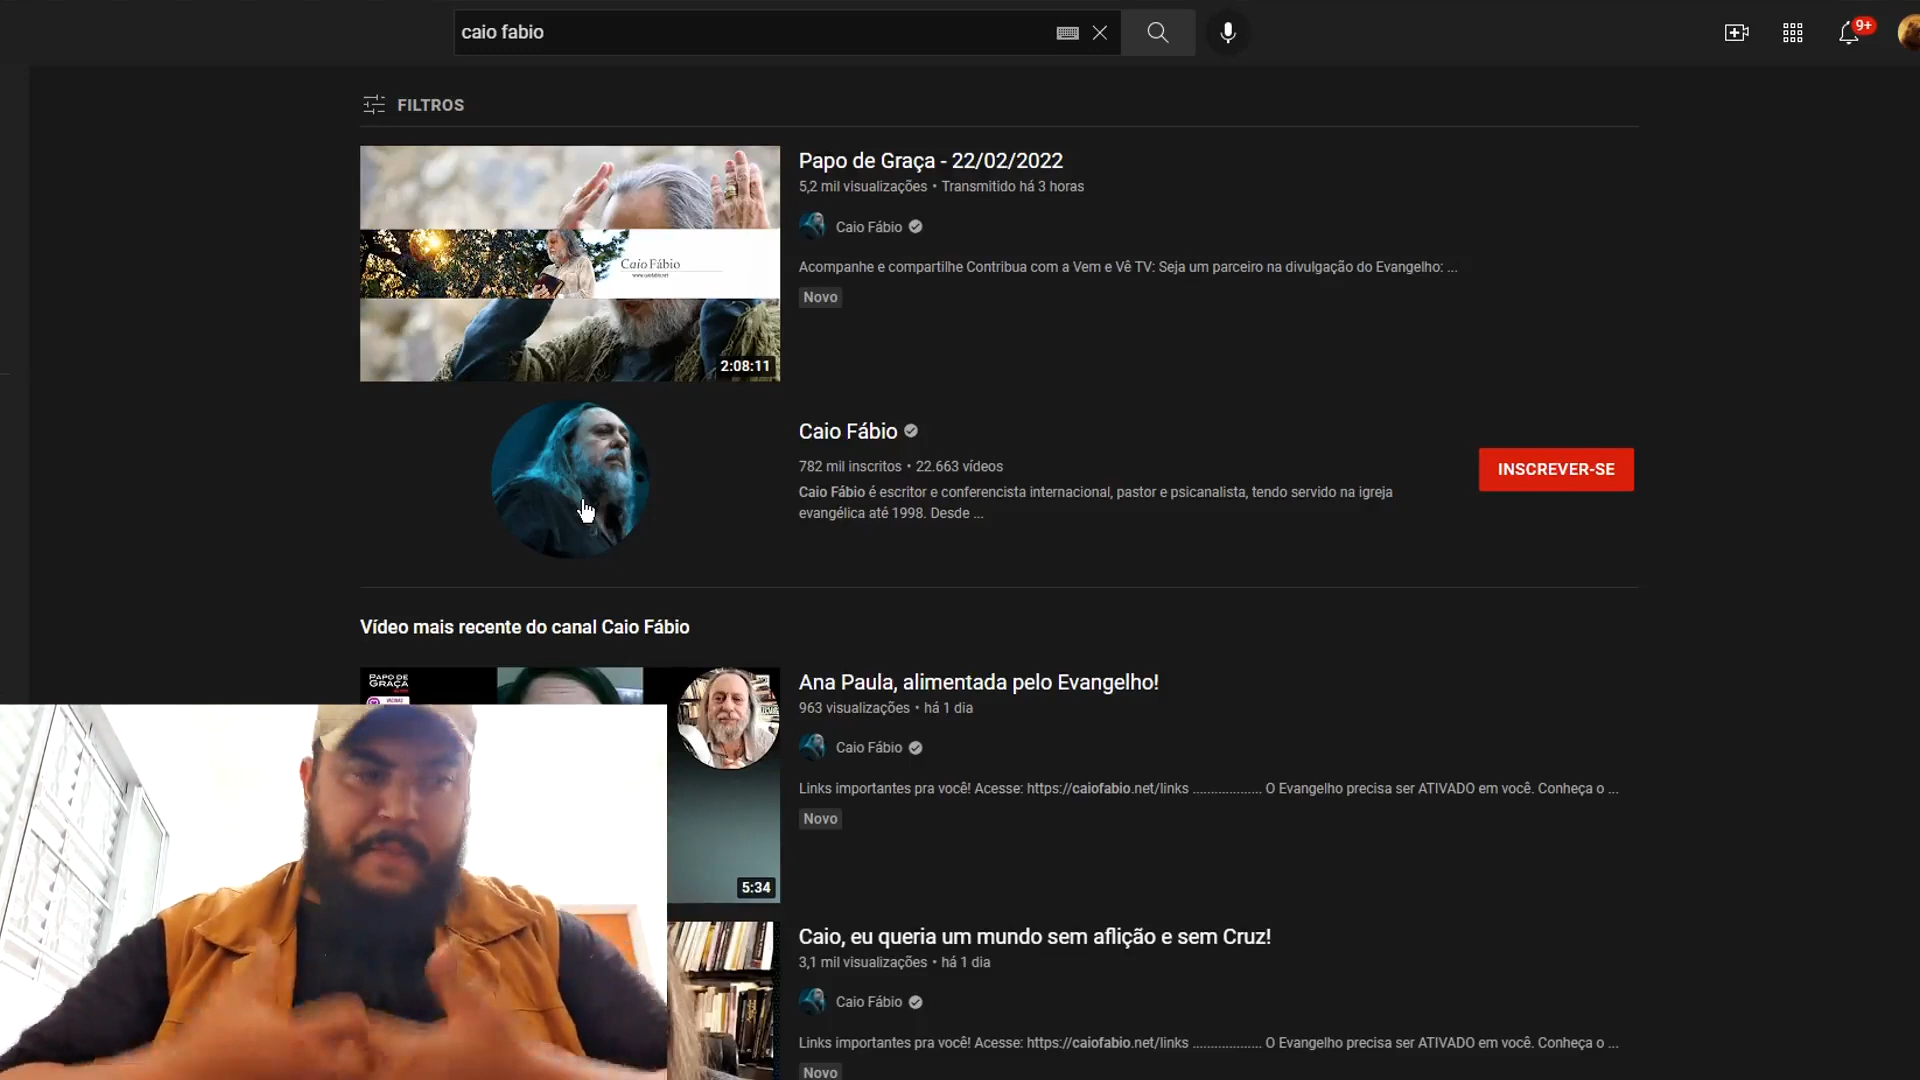 caio fabio
9+
FILTROS
Caio Fábio
www.caiofabio.net
2:08:11
Papo de Graça - 22/02/2022
5,2 mil visualizações • Transmitido há 3 horas
Caio Fábio
Acompanhe e compartilhe Contribua com a Vem e Vê TV: Seja um parceiro na divulgação do Evangelho: ...
Novo
Caio Fábio
782 mil inscritos • 22.663 vídeos
Caio Fábio é escritor e conferencista internacional, pastor e psicanalista, tendo servido na igreja
evangélica até 1998. Desde ...
INSCREVER-SE
Vídeo mais recente do canal Caio Fábio
PAPO DE
GRAÇA
5:34
Ana Paula, alimentada pelo Evangelho!
963 visualizações • há 1 dia
Caio Fábio
Links importantes pra você! Acesse: https://caiofabio.net/links .................. O Evangelho precisa ser ATIVADO em você. Conheça o ...
Novo
Caio, eu queria um mundo sem aflição e sem Cruz!
3,1 mil visualizações • há 1 dia
Caio Fábio
Links importantes pra você! Acesse: https://caiofabio.net/links .................. O Evangelho precisa ser ATIVADO em você. Conheça o ...
Novo